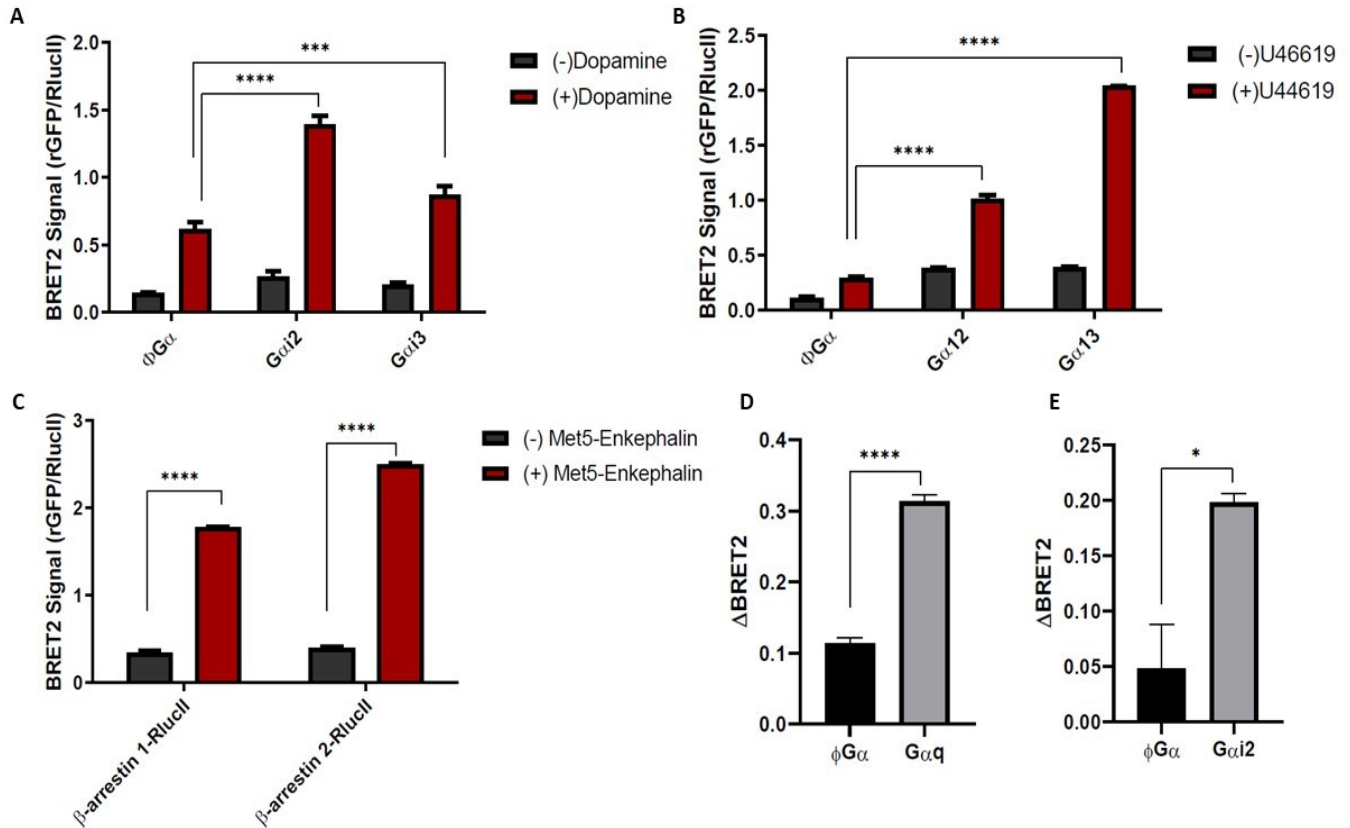 A
BRET2 Signal (rGFP/RlucII)
2.0
1.5
1.0
0.5
0.0
***
****
(-)Dopamine
(+)Dopamine
ΦGα
Gαi2
Gαi3
B
BRET2 Signal (rGFP/RlucII)
2.5
2.0
1.5
1.0
0.5
0.0
****
****
(-)U46619
(+)U44619
ΦGα
Gα12
Gα13
C
BRET2 Signal (rGFP/RlucII)
3
2
1
0
****
****
(-) Met5-Enkephalin
(+) Met5-Enkephalin
β-arrestin 1-RlucII
β-arrestin 2-RlucII
D
ΔBRET2
0.4
0.3
0.2
0.1
0.0
****
ϕGα
Gαq
E
ΔBRET2
0.25
0.20
0.15
0.10
0.05
0.00
*
ϕGα
Gαi2